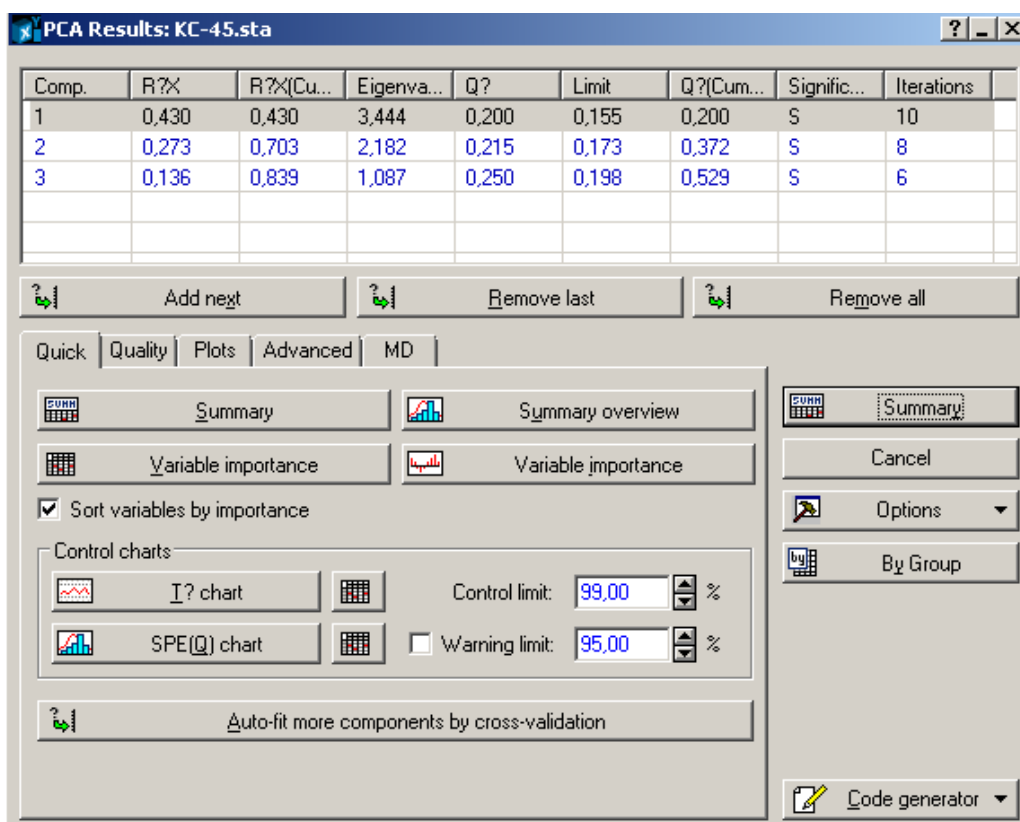 PCA Results: KC-45.sta
Comp. R?X R?X(Cu... Eigenva... Q? Limit Q?(Cum... Signific... Iterations
1 0,430 0,430 3,444 0,200 0,155 0,200 S 10
2 0,273 0,703 2,182 0,215 0,173 0,372 S 8
3 0,136 0,839 1,087 0,250 0,198 0,529 S 6
Add next Remove last Remove all
Quick Quality Plots Advanced MD
Summary Summary overview Summary
Variable importance Variable importance Cancel
Sort variables by importance Options
Control charts By Group
T? chart Control limit: 99,00 %
SPE(Q) chart Warning limit: 95,00 %
Auto-fit more components by cross-validation
Code generator